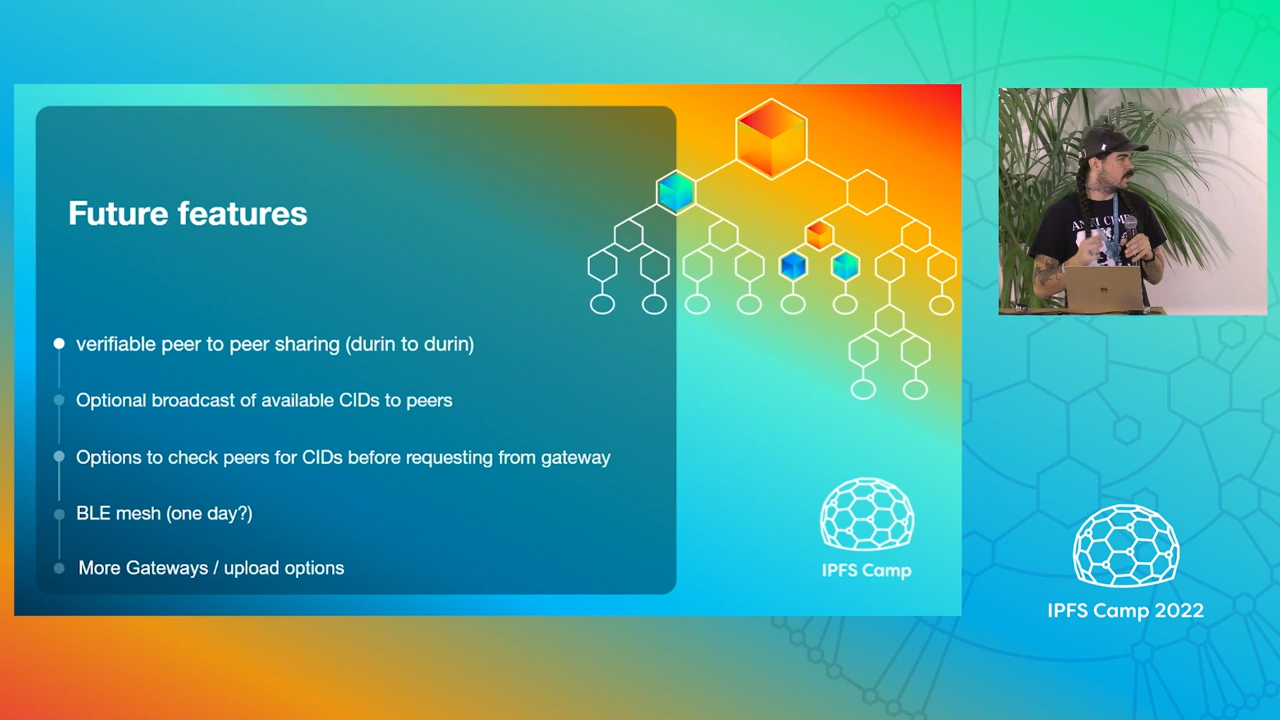 Future features
verifiable peer to peer sharing (durin to durin)
Optional broadcast of available CIDs to peers
Options to check peers for CIDs before requesting from gateway
BLE mesh (one day?)
More Gateways / upload options
IPFS Camp
IPFS Camp 2022